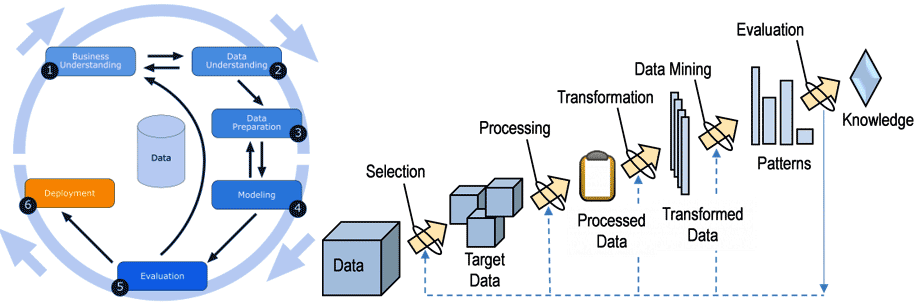 Business
Understanding
1
Data
Understanding
2
Data
Preparation
3
Data
Modeling
4
Evaluation
5
Deployment
6
Data
Selection
Target
Data
Processing
Processed
Data
Transformation
Transformed
Data
Data Mining
Patterns
Evaluation
Knowledge